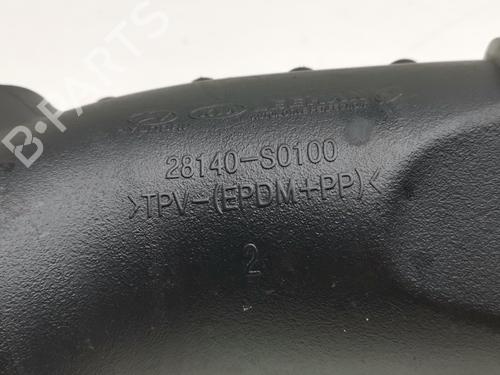 B-PARTS
28140-S0100
>TPV-(EPDM+PP)<
2